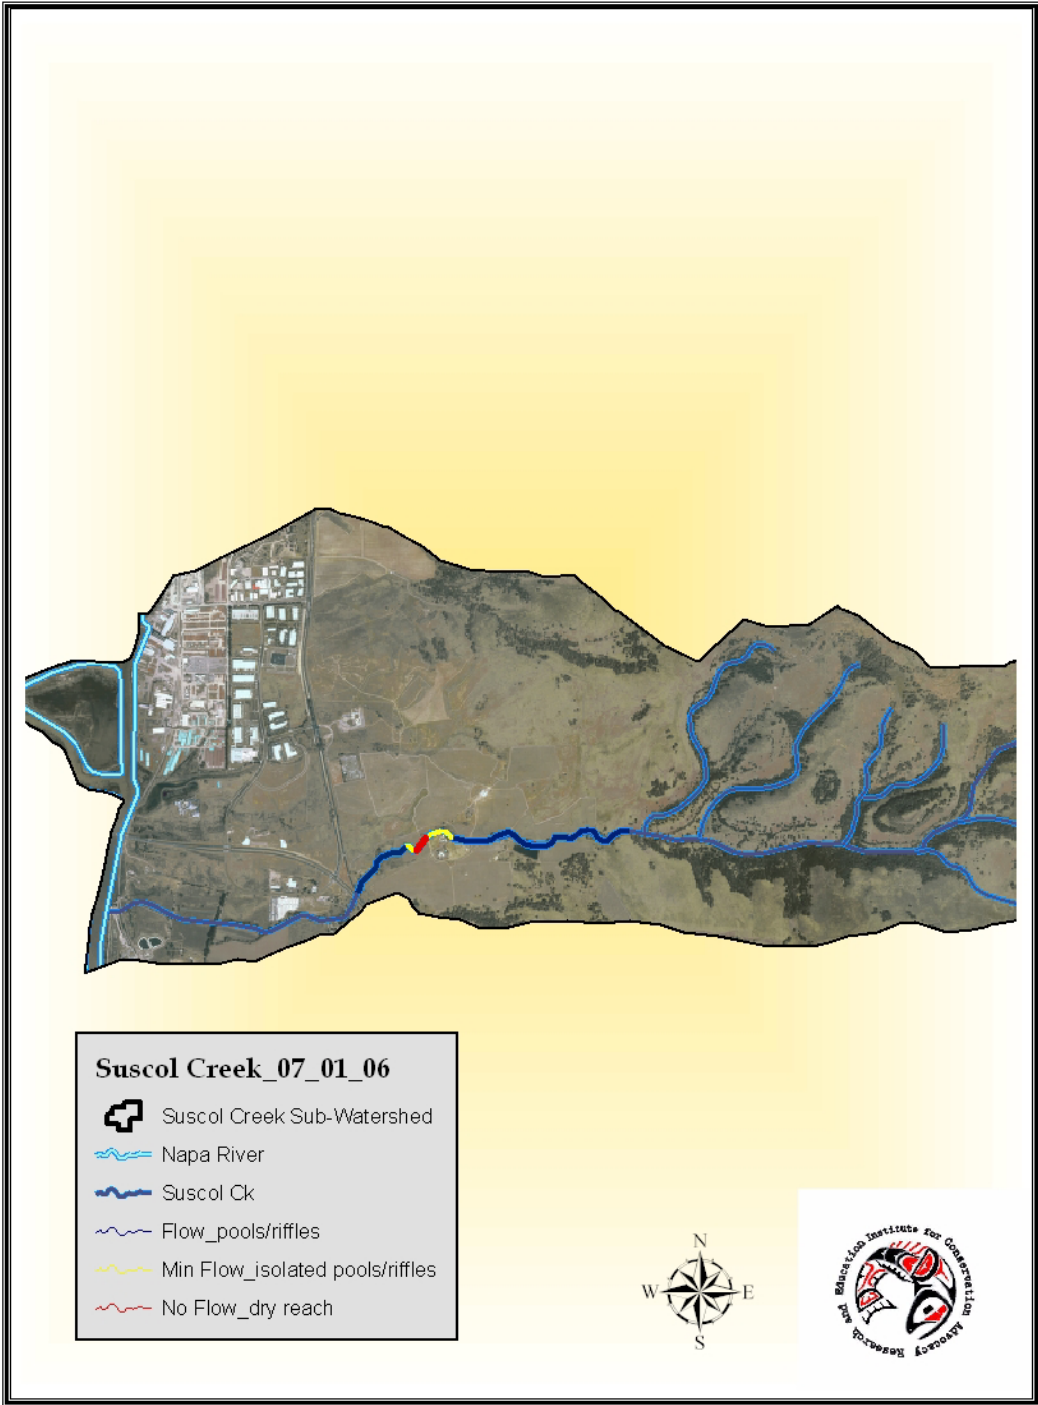 Suscol Creek_07_01_06
Suscol Creek Sub-Watershed
Napa River
Suscol Ck
Flow_pools/riffles
Min Flow_isolated pools/riffles
No Flow_dry reach
N
W
E
S
Institute for Conservation Advocacy Research and Education